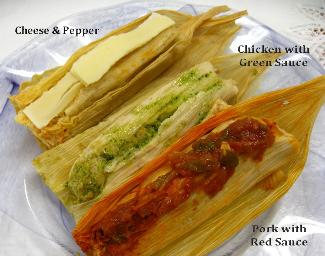 Cheese & Pepper
Chicken with
Green Sauce
Pork with
Red Sauce